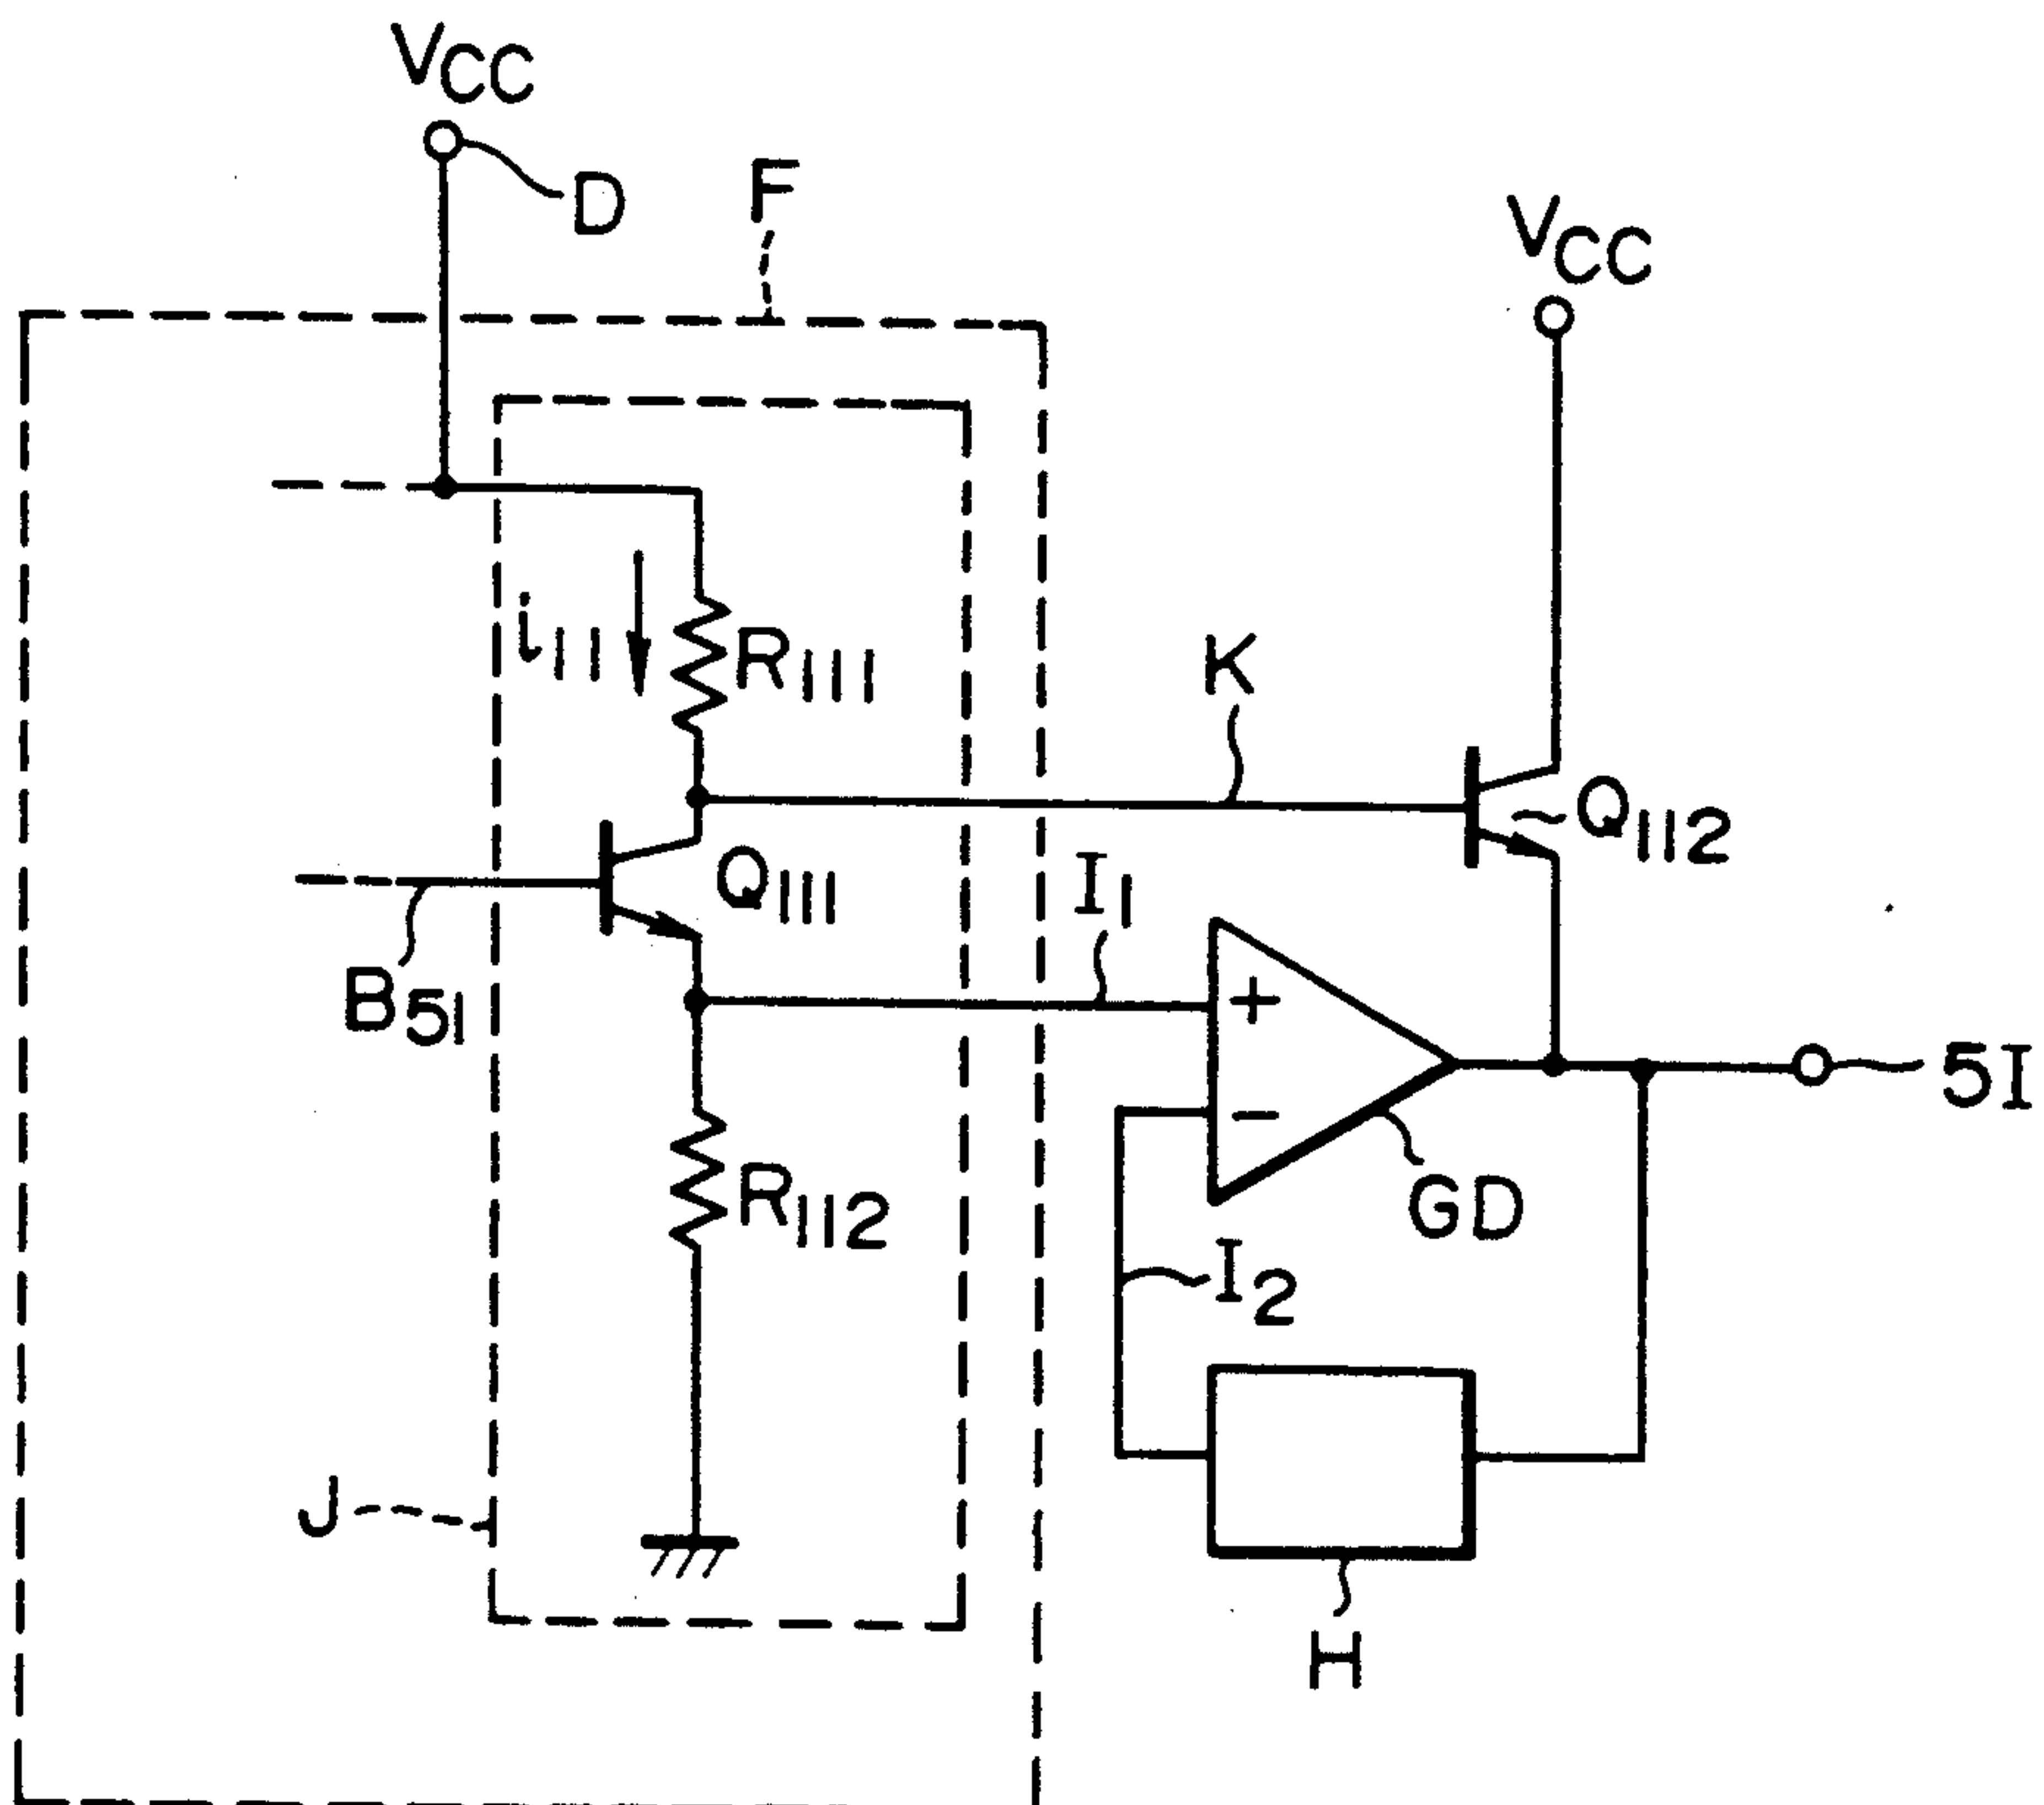 VCC
D
F
VCC
i11
R111
K
Q112
Q111
I1
B51
+
5I
−
GD
R112
I2
J
H